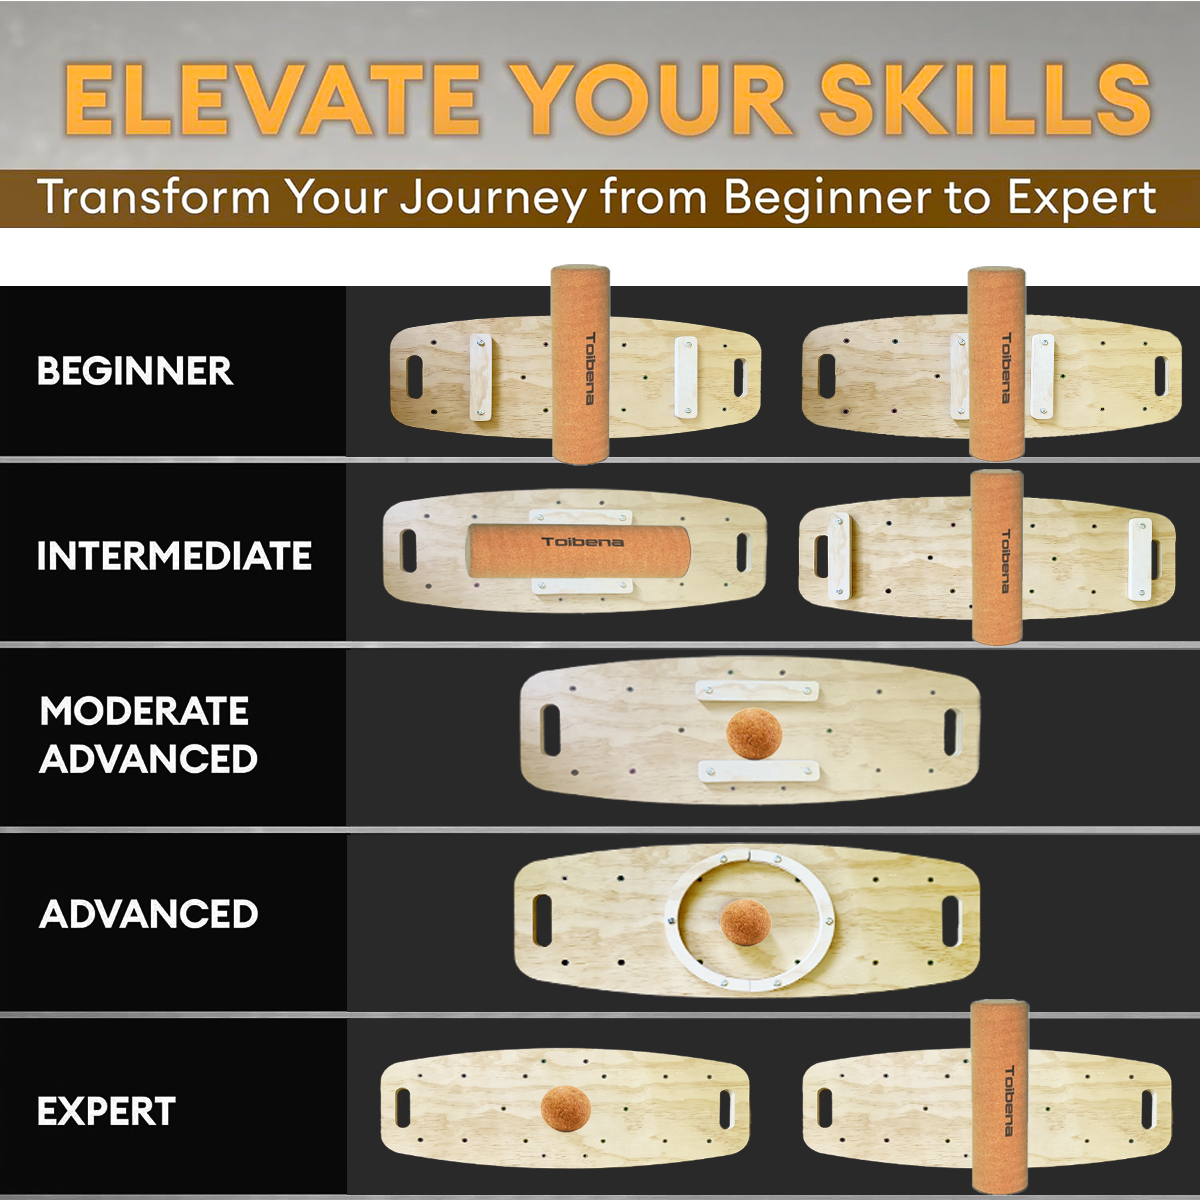 ELEVATE YOUR SKILLS
Transform Your Journey from Beginner to Expert
BEGINNER
Toibena
Toibena
INTERMEDIATE
Toibena
Toibena
MODERATE
ADVANCED
ADVANCED
EXPERT
Toibena